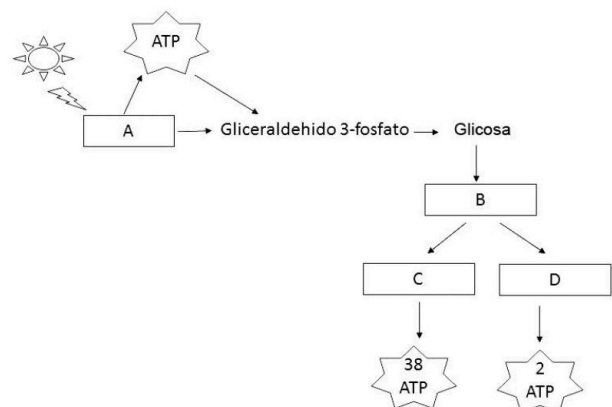 ATP
A
Gliceraldehido 3-fosfato
Glicosa
B
C
D
38
ATP
2
ATP